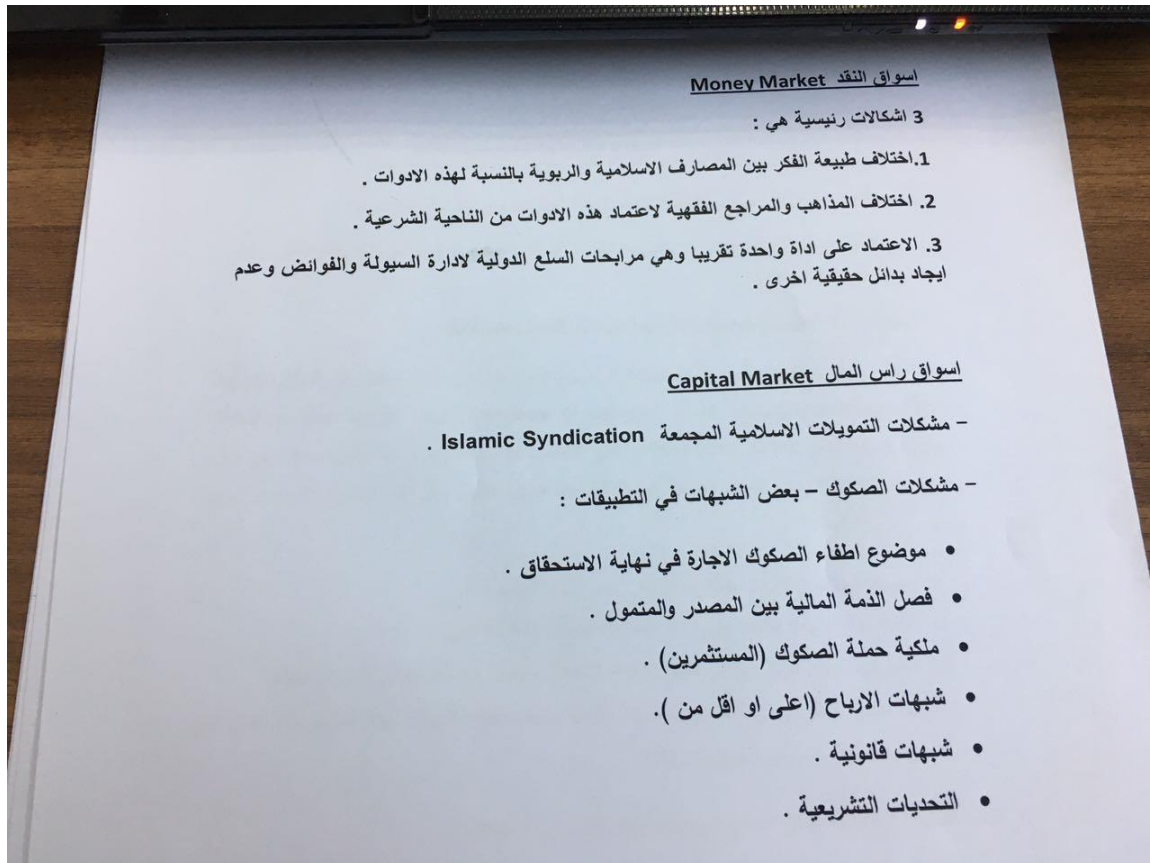 اسواق النقد Money Market
3 اشكالات رئيسية هي :
1.اختلاف طبيعة الفكر بين المصارف الاسلامية والربوية بالنسبة لهذه الادوات .
2. اختلاف المذاهب والمراجع الفقهية لاعتماد هذه الادوات من الناحية الشرعية .
3. الاعتماد على اداة واحدة تقريبا وهي مرابحات السلع الدولية لادارة السيولة والفوائض وعدم
ايجاد بدائل حقيقية اخرى .
اسواق راس المال Capital Market
– مشكلات التمويلات الاسلامية المجمعة Islamic Syndication .
– مشكلات الصكوك – بعض الشبهات في التطبيقات :
• موضوع اطفاء الصكوك الاجارة في نهاية الاستحقاق .
• فصل الذمة المالية بين المصدر والمتمول .
• ملكية حملة الصكوك (المستثمرين) .
• شبهات الارباح (اعلى او اقل من ).
• شبهات قانونية .
• التحديات التشريعية .